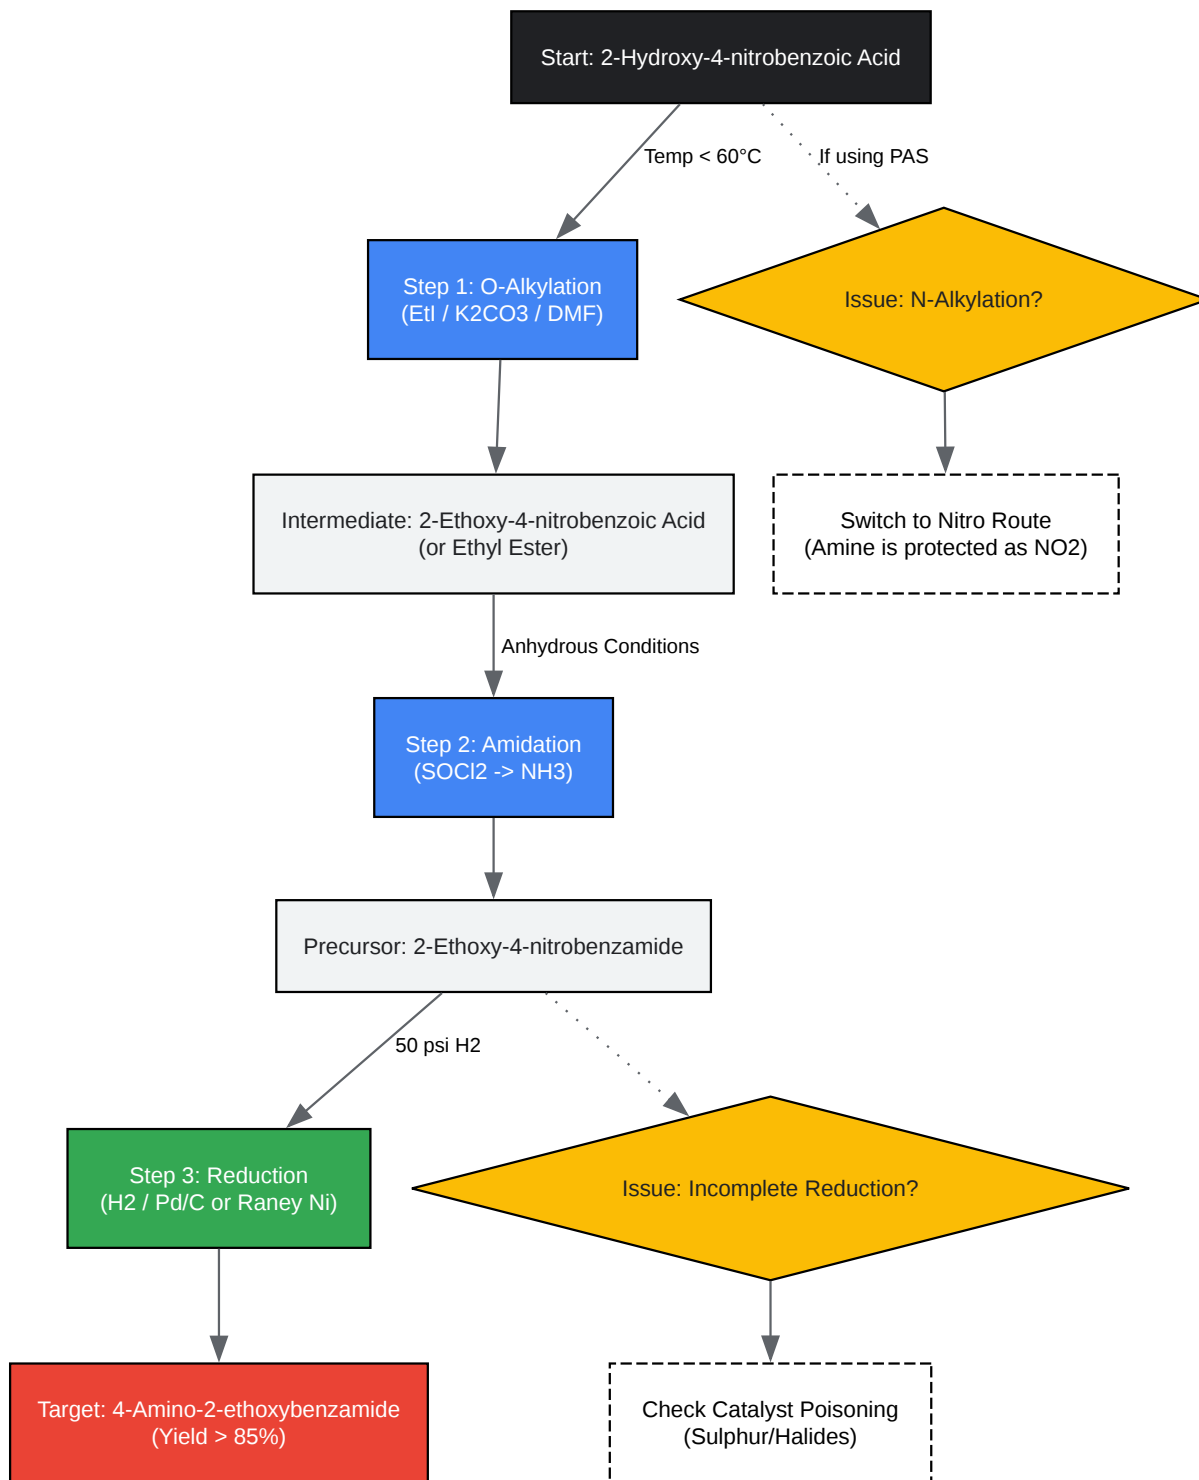 Start: 2-Hydroxy-4-nitrobenzoic Acid
Temp < 60°C
If using PAS
Step 1: O-Alkylation
(EtI / K2CO3 / DMF)
Issue: N-Alkylation?
Intermediate: 2-Ethoxy-4-nitrobenzoic Acid
(or Ethyl Ester)
Switch to Nitro Route
(Amine is protected as NO2)
Anhydrous Conditions
Step 2: Amidation
(SOCl2 -> NH3)
Precursor: 2-Ethoxy-4-nitrobenzamide
50 psi H2
Step 3: Reduction
(H2 / Pd/C or Raney Ni)
Issue: Incomplete Reduction?
Target: 4-Amino-2-ethoxybenzamide
(Yield > 85%)
Check Catalyst Poisoning
(Sulphur/Halides)